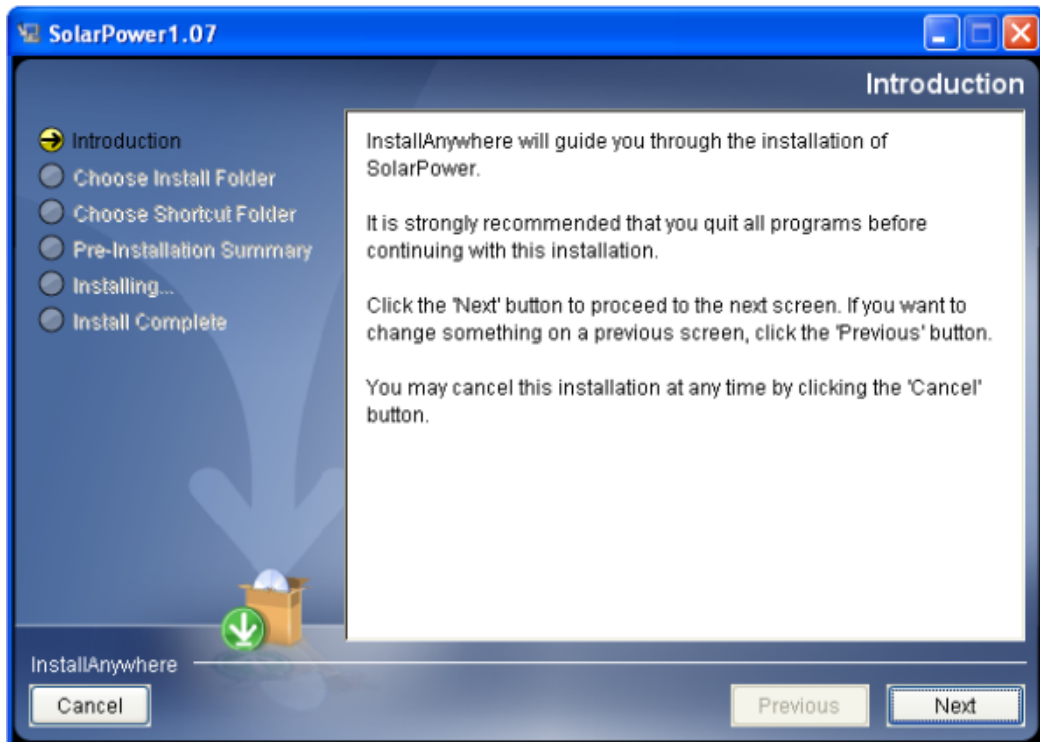 SolarPower1.07
Introduction
Introduction
Choose Install Folder
Choose Shortcut Folder
Pre-Installation Summary
Installing...
Install Complete
InstallAnywhere will guide you through the installation of
SolarPower.
It is strongly recommended that you quit all programs before
continuing with this installation.
Click the 'Next' button to proceed to the next screen. If you want to
change something on a previous screen, click the 'Previous' button.
You may cancel this installation at any time by clicking the 'Cancel'
button.
InstallAnywhere
Cancel
Previous
Next